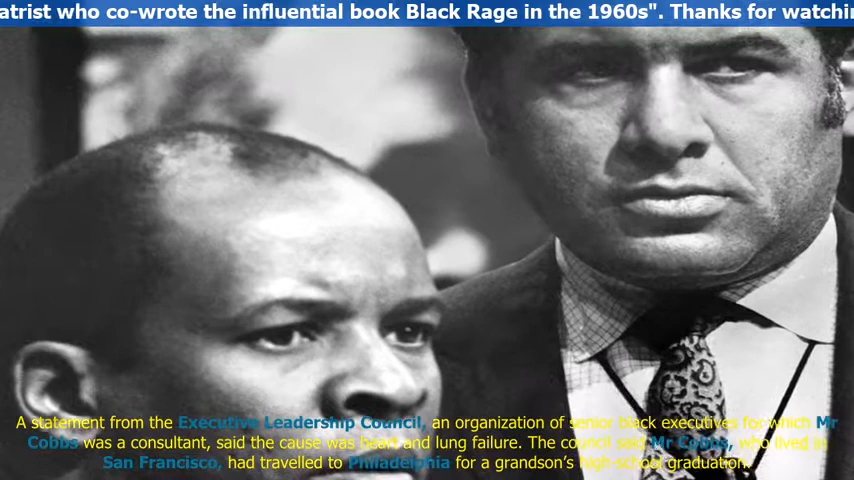 atrist who co-wrote the influential book Black Rage in the 1960s". Thanks for watchin
A statement from the Executive Leadership Council, an organization of senior black executives for which Mr
Cobbs was a consultant, said the cause was heart and lung failure. The council said Mr Cobbs, who lived in
San Francisco, had travelled to Philadelphia for a grandson's high-school graduation.